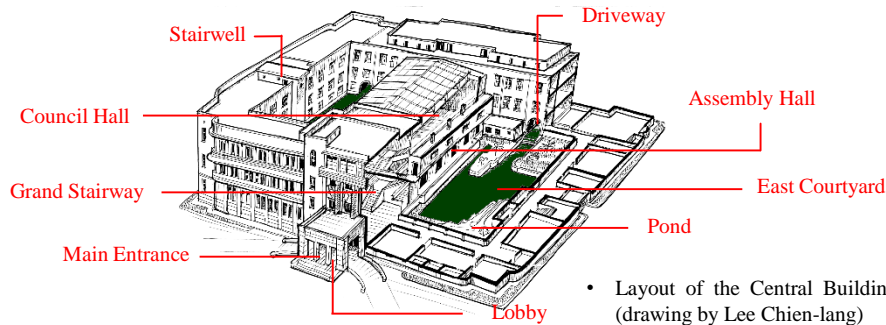 Driveway
Stairwell
Assembly Hall
Council Hall
Grand Stairway
East Courtyard
Pond
Main Entrance
Lobby
• Layout of the Central Buildin
(drawing by Lee Chien-lang)